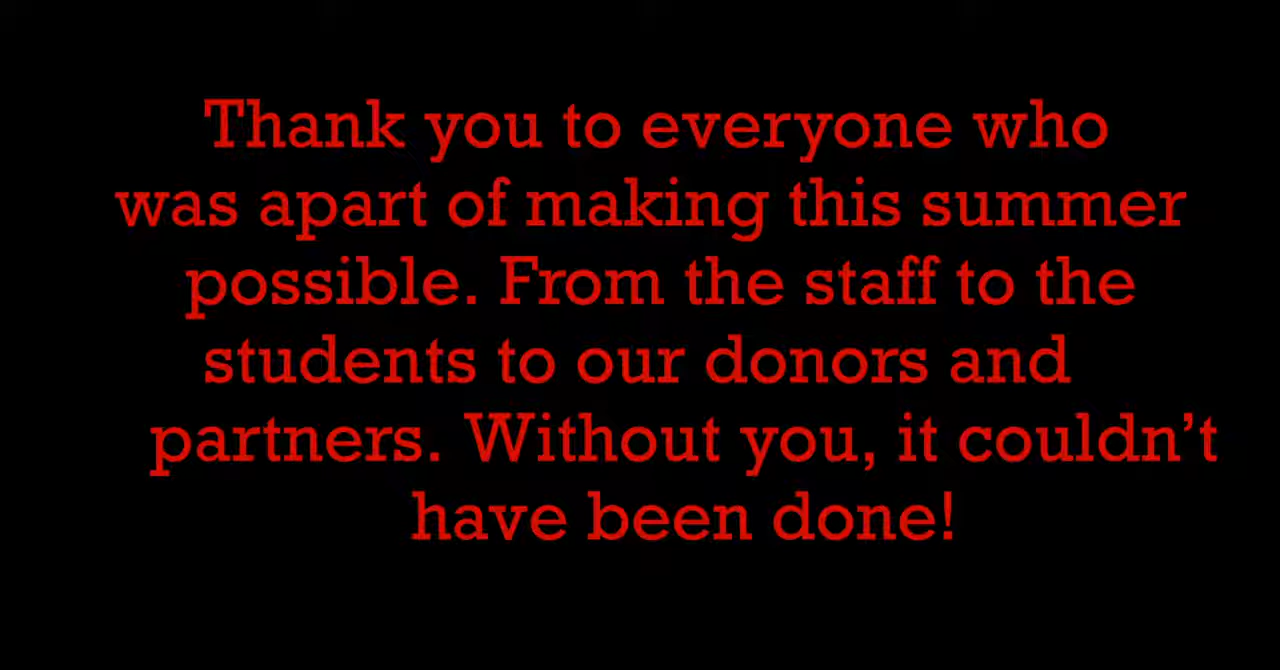 Thank you to everyone who
was apart of making this summer
possible. From the staff to the
students to our donors and
partners. Without you, it couldn’t
have been done!